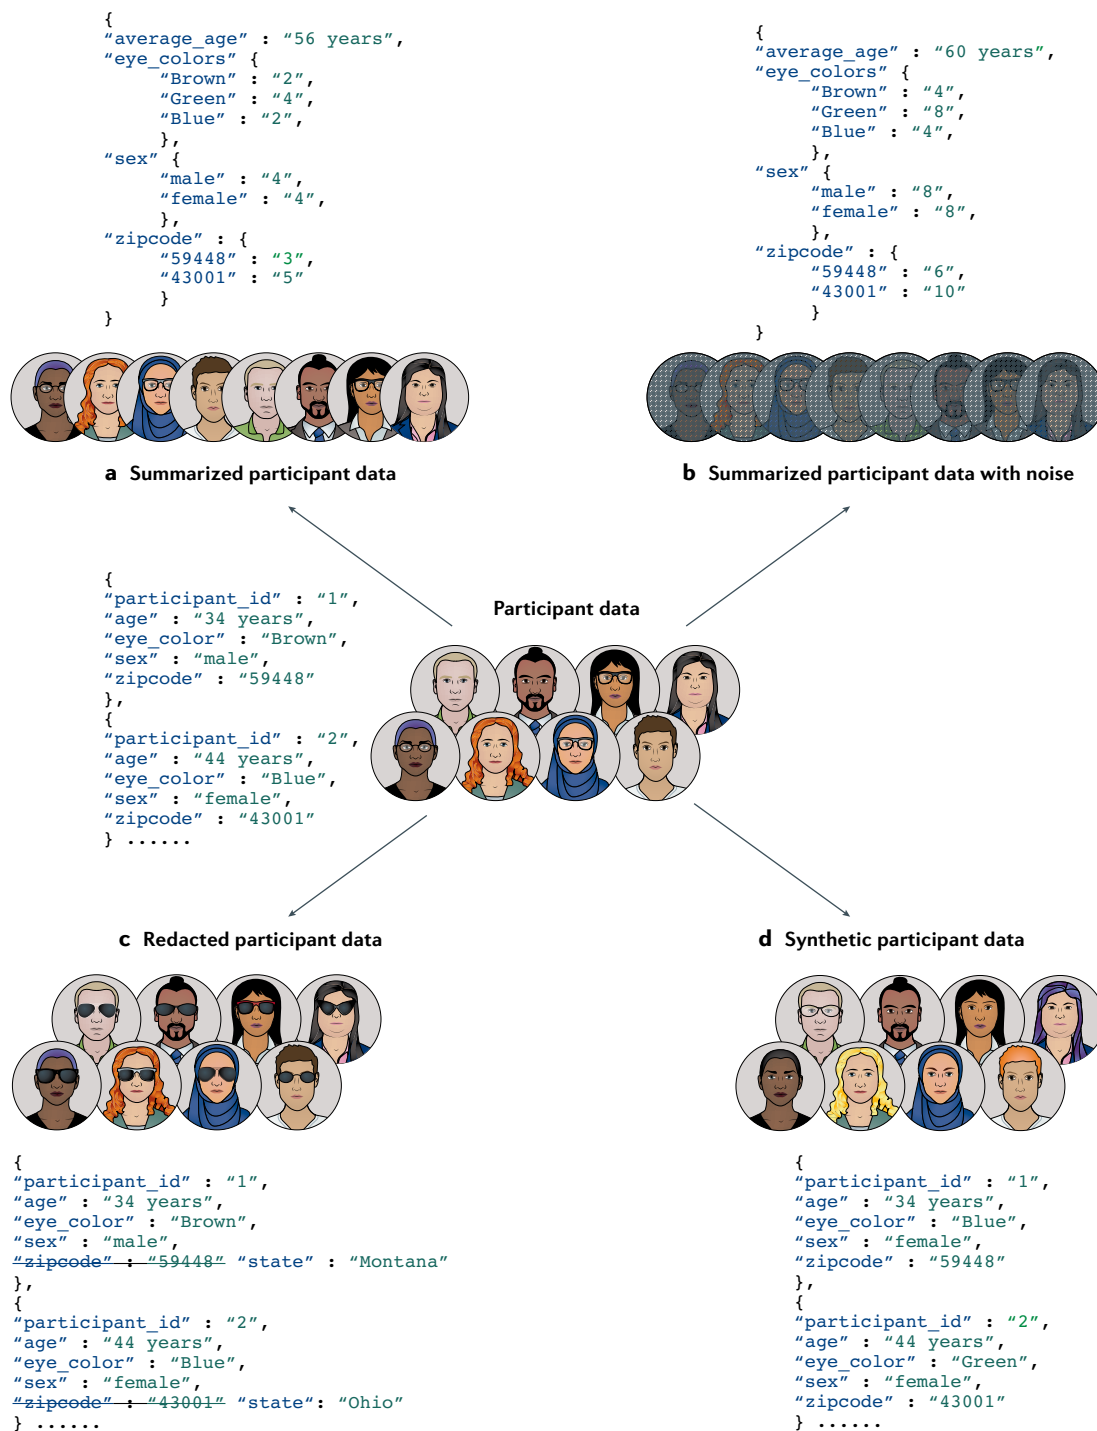 {
“average_age” : “56 years”,
“eye_colors” {
“Brown” : “2”,
“Green” : “4”,
“Blue” : “2”,
},
“sex” {
“male” : “4”,
“female” : “4”,
},
“zipcode” : {
“59448” : “3”,
“43001” : “5”
}
}
a Summarized participant data
{
“average_age” : “60 years”,
“eye_colors” {
“Brown” : “4”,
“Green” : “8”,
“Blue” : “4”,
},
“sex” {
“male” : “8”,
“female” : “8”,
},
“zipcode” : {
“59448” : “6”,
“43001” : “10”
}
}
b Summarized participant data with noise
{
“participant_id” : “1”,
“age” : “34 years”,
“eye_color” : “Brown”,
“sex” : “male”,
“zipcode” : “59448”
},
{
“participant_id” : “2”,
“age” : “44 years”,
“eye_color” : “Blue”,
“sex” : “female”,
“zipcode” : “43001”
} ......
Participant data
c Redacted participant data
{
“participant_id” : “1”,
“age” : “34 years”,
“eye_color” : “Brown”,
“sex” : “male”,
“zipcode” : “59448” “state” : “Montana”
},
{
“participant_id” : “2”,
“age” : “44 years”,
“eye_color” : “Blue”,
“sex” : “female”,
“zipcode” : “43001” “state”: “Ohio”
} ......
d Synthetic participant data
{
“participant_id” : “1”,
“age” : “34 years”,
“eye_color” : “Blue”,
“sex” : “female”,
“zipcode” : “59448”
},
{
“participant_id” : “2”,
“age” : “44 years”,
“eye_color” : “Green”,
“sex” : “female”,
“zipcode” : “43001”
} ......